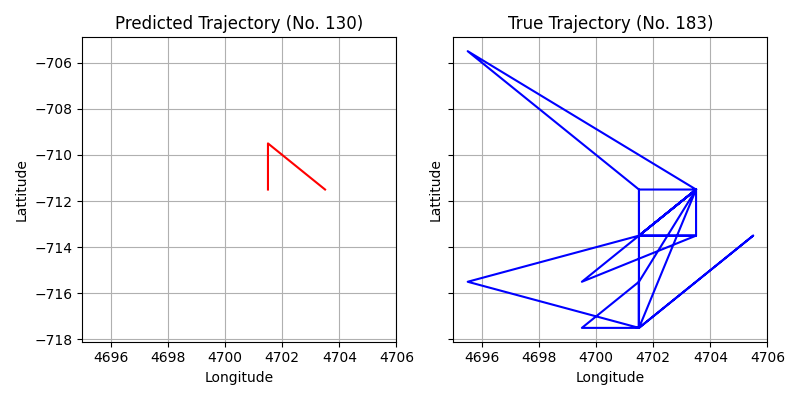 Predicted Trajectory (No. 130)
Lattitude
−706
−708
−710
−712
−714
−716
−718
4696 4698 4700 4702 4704 4706
Longitude
True Trajectory (No. 183)
Lattitude
4696 4698 4700 4702 4704 4706
Longitude